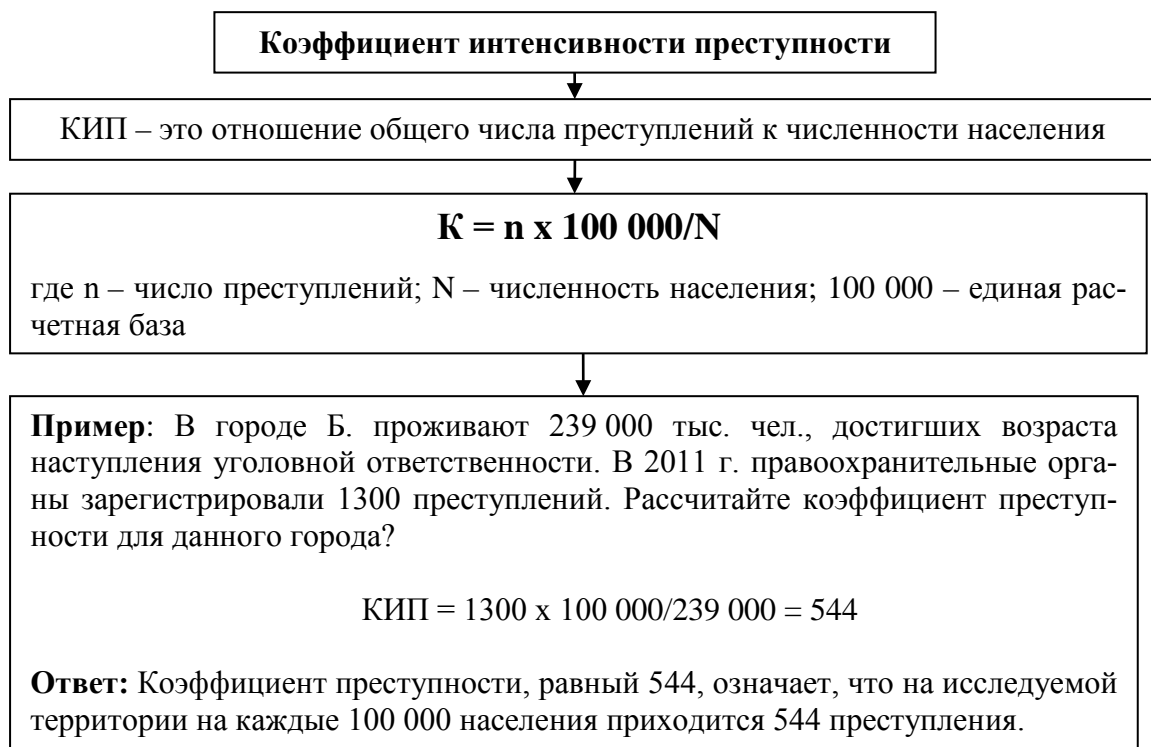 Коэффициент интенсивности преступности
КИП – это отношение общего числа преступлений к численности населения
К = n x 100 000/N
где n – число преступлений; N – численность населения; 100 000 – единая рас-
четная база
Пример: В городе Б. проживают 239 000 тыс. чел., достигших возраста
наступления уголовной ответственности. В 2011 г. правоохранительные орга-
ны зарегистрировали 1300 преступлений. Рассчитайте коэффициент преступ-
ности для данного города?
КИП = 1300 x 100 000/239 000 = 544
Ответ: Коэффициент преступности, равный 544, означает, что на исследуемой
территории на каждые 100 000 населения приходится 544 преступления.